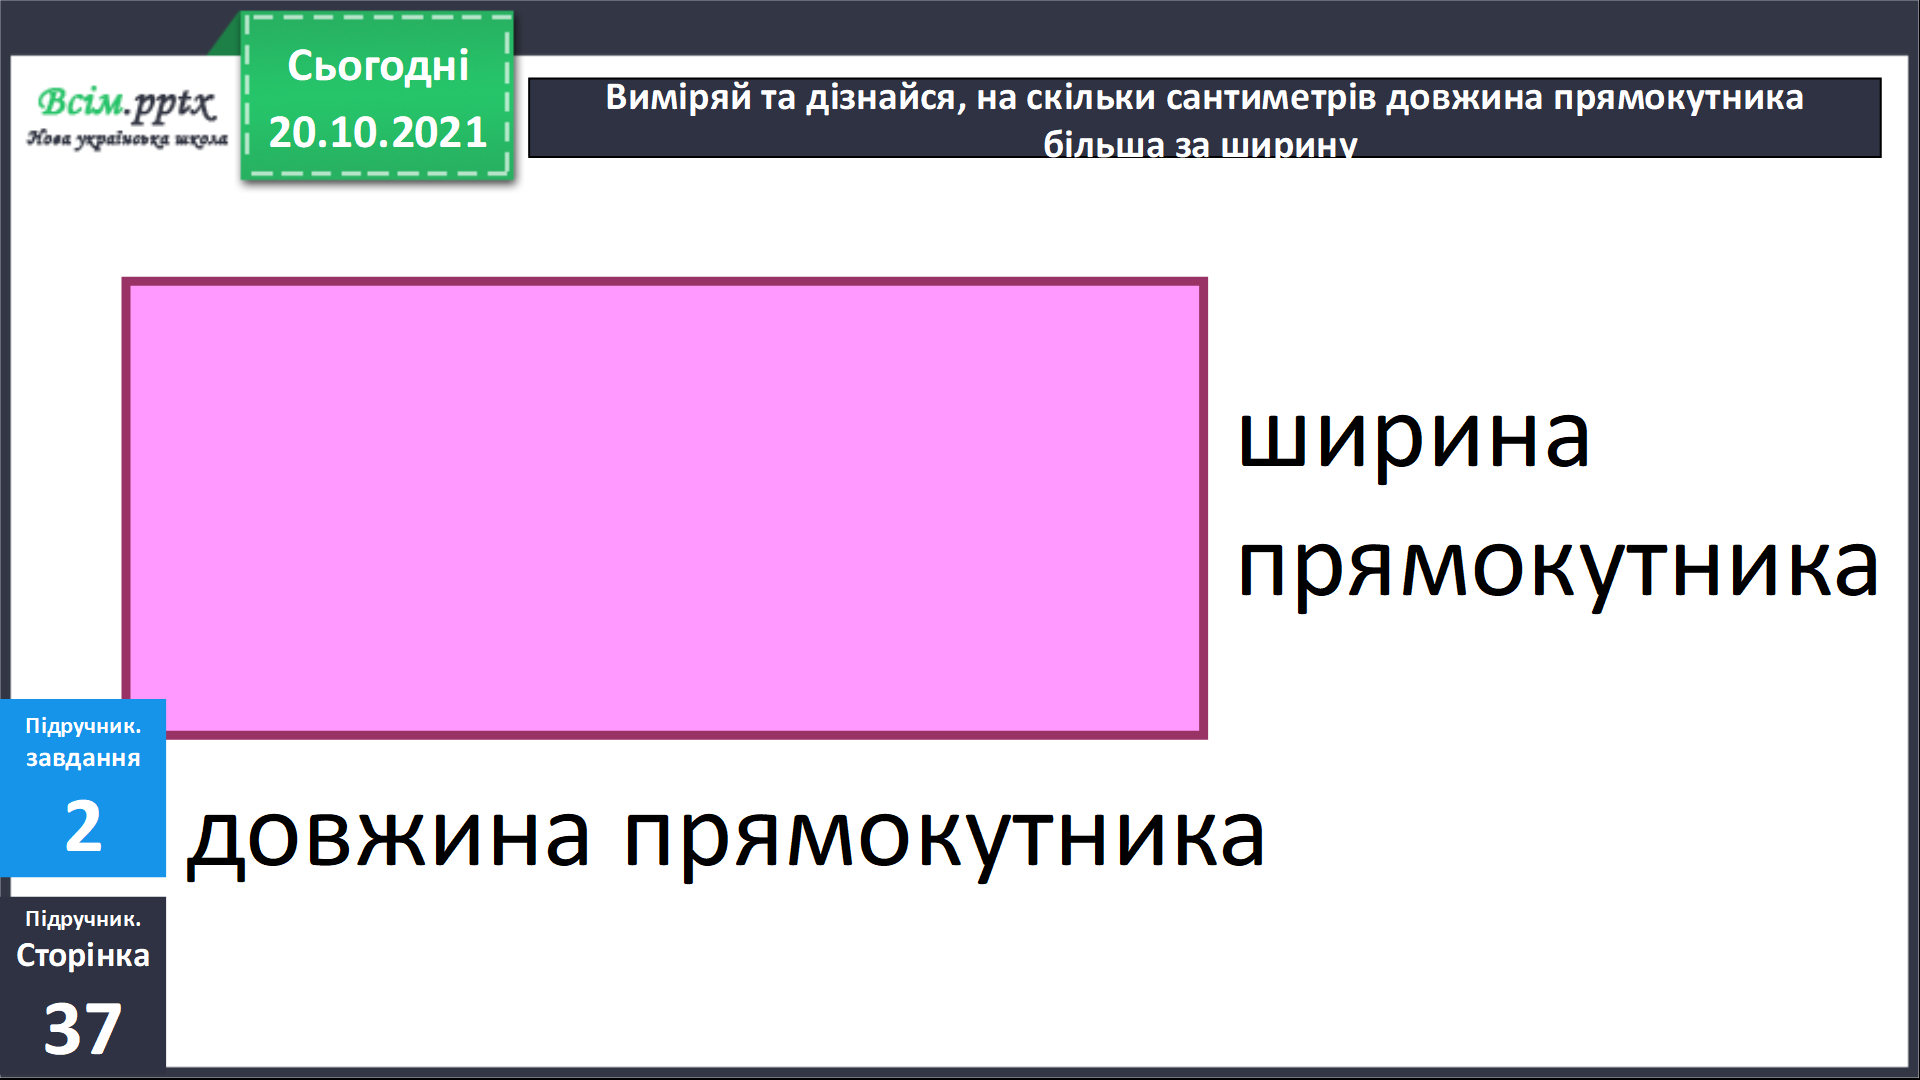 Всім.pptx
Нова українська школа
Сьогодні
20.10.2021
Виміряй та дізнайся, на скільки сантиметрів довжина прямокутника
більша за ширину
ширина
прямокутника
довжина прямокутника
Підручник.
завдання
2
Підручник.
Сторінка
37